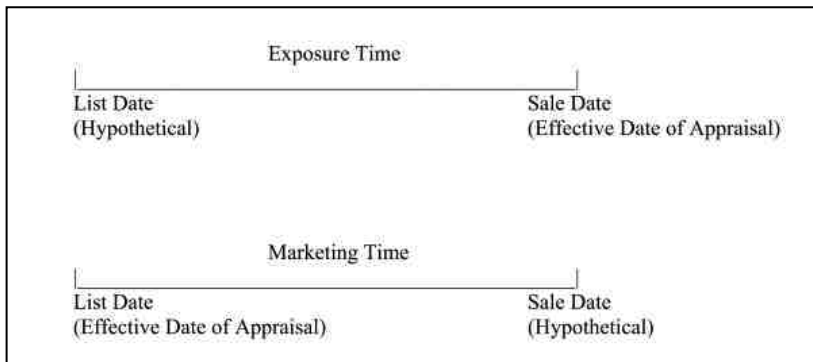 Exposure Time
List Date Sale Date
(Hypothetical) (Effective Date of Appraisal)
Marketing Time
List Date Sale Date
(Effective Date of Appraisal) (Hypothetical)